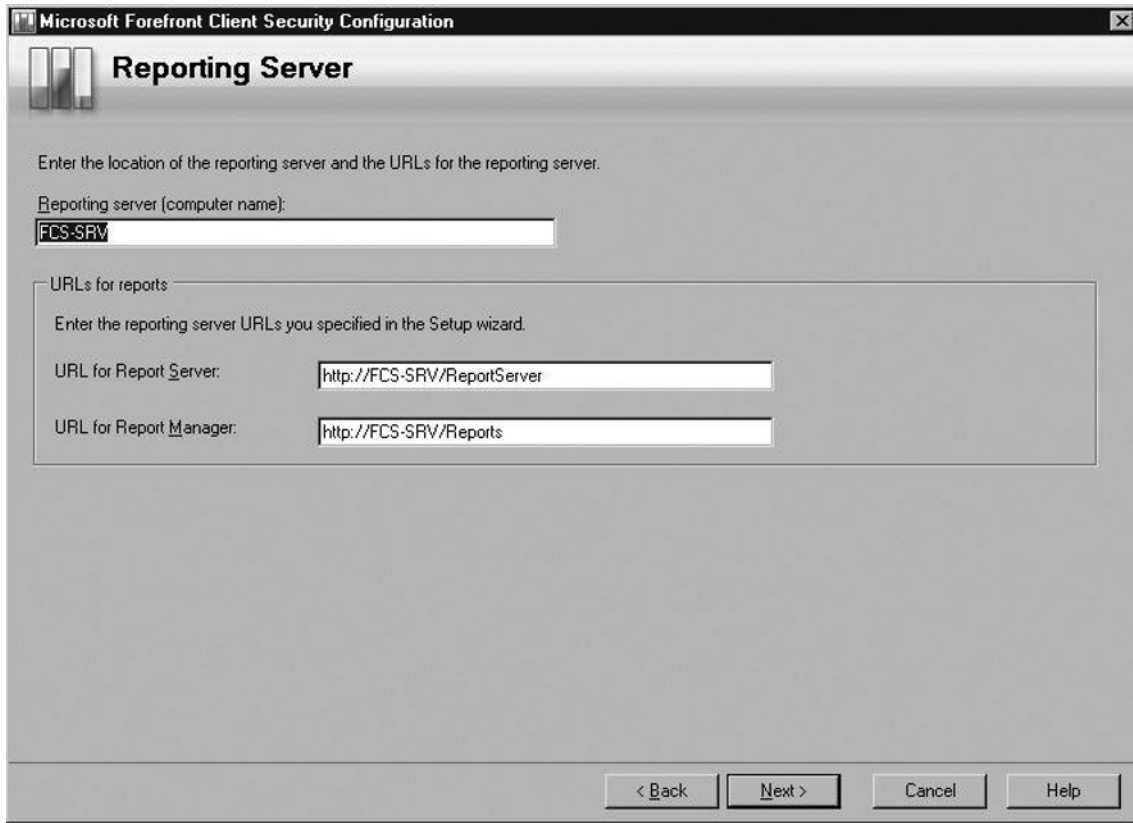 Microsoft Forefront Client Security Configuration
Reporting Server
Enter the location of the reporting server and the URLs for the reporting server.
Reporting server (computer name):
FCS-SRV
URLs for reports
Enter the reporting server URLs you specified in the Setup wizard.
URL for Report Server: http://FCS-SRV/ReportServer
URL for Report Manager: http://FCS-SRV/Reports
< Back Next > Cancel Help